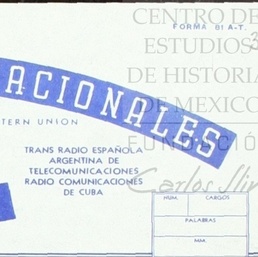 CENTRO DE
FORMA 81 A-T.
ESTUDIOS
DE HISTORIA
DE MEXICO
ACIONALES
TERN UNION
FUNDACIÓN
TRANS RADIO ESPAÑOLA
ARGENTINA DE
TELECOMUNICACIONES
RADIO COMUNICACIONES
DE CUBA
Carlos Slim
NUM. CARGOS
PALABRAS